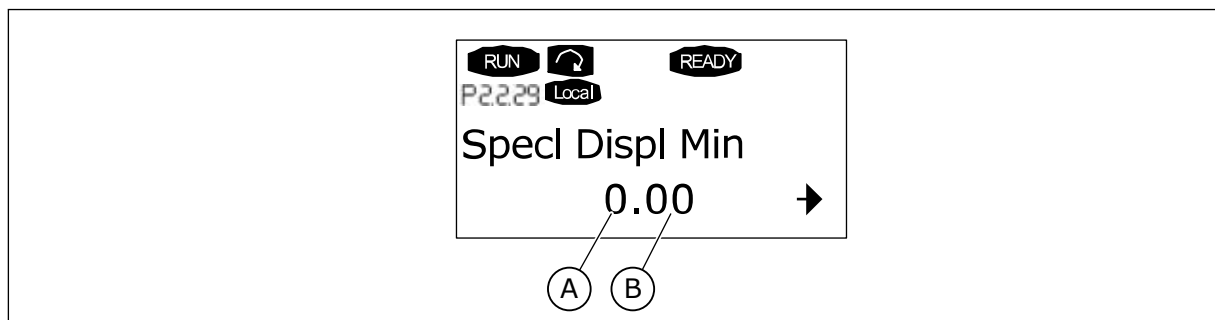 RUN READY
P2.2.29 Local
Specl Displ Min
0.00
A B